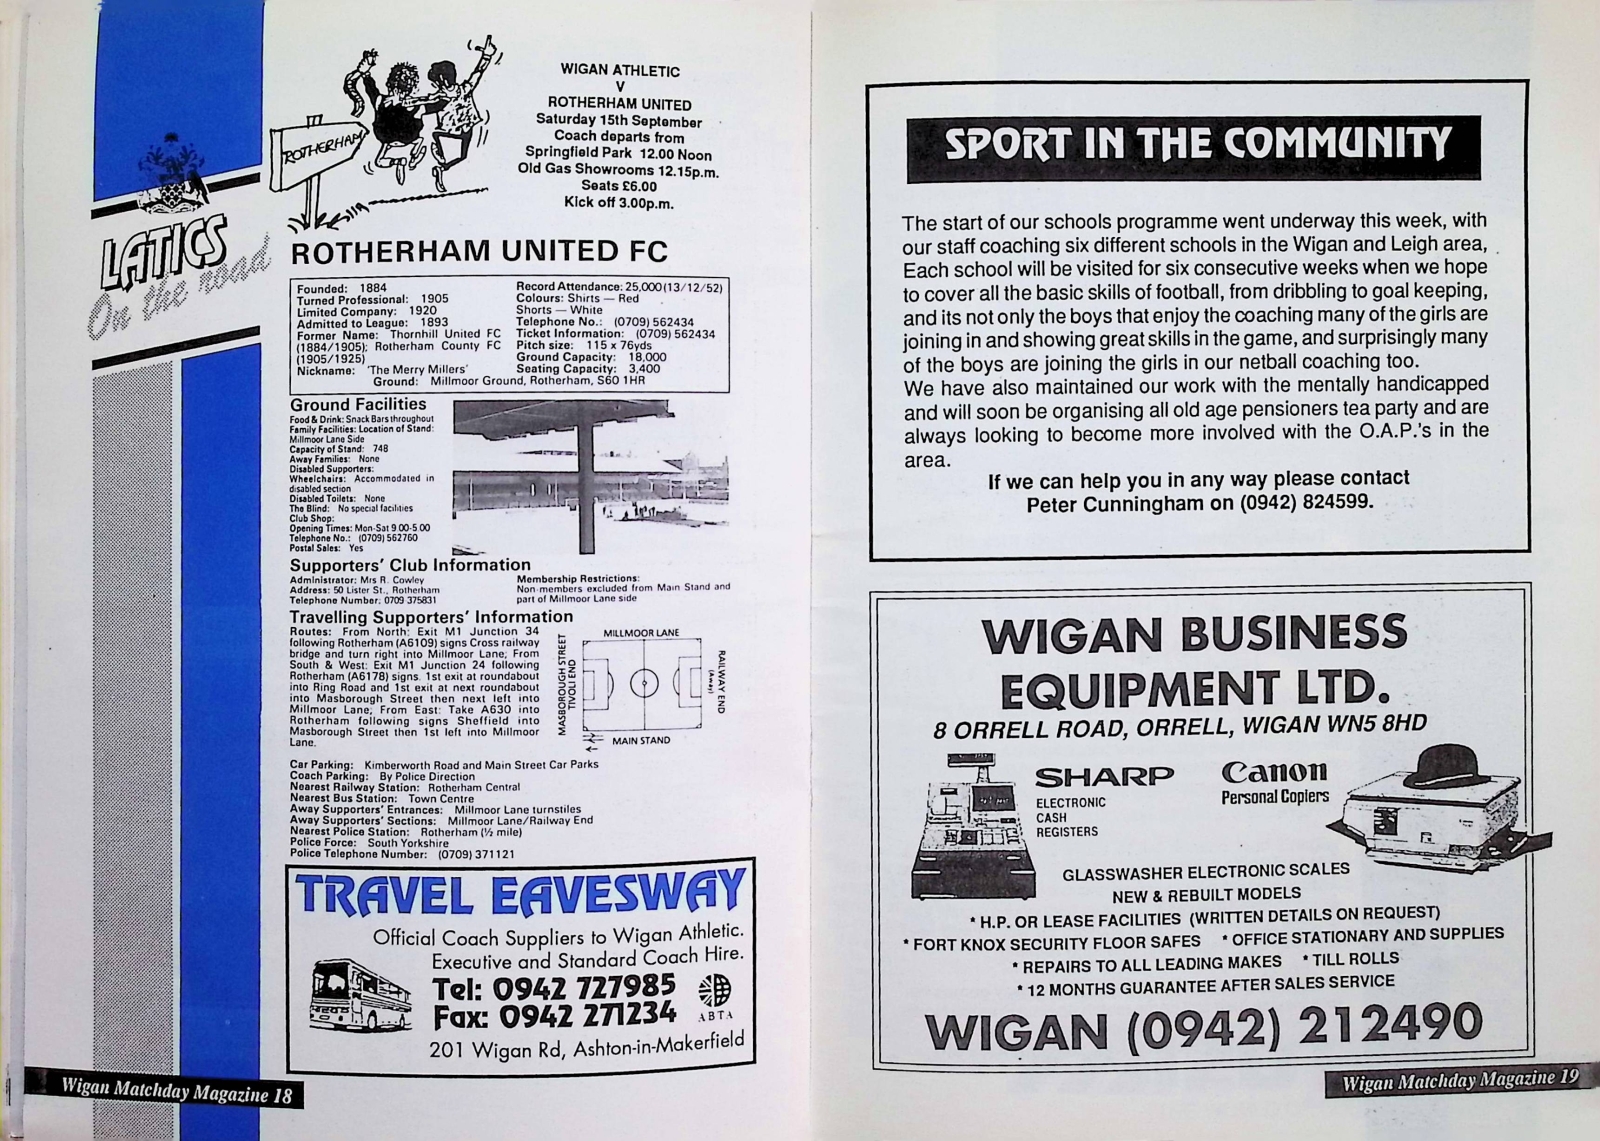 LATICS
On the road
ROTHERHAM
WIGAN ATHLETIC
V
ROTHERHAM UNITED
Saturday 15th September
Coach departs from
Springfield Park 12.00 Noon
Old Gas Showrooms 12.15p.m.
Seats £6.00
Kick off 3.00p.m.
ROTHERHAM UNITED FC
Founded: 1884
Turned Professional: 1905
Limited Company: 1920
Admitted to League: 1893
Former Name: Thornhill United FC
(1884/1905); Rotherham County FC
(1905/1925)
Nickname: 'The Merry Millers'
Record Attendance: 25,000 (13/12/52)
Colours: Shirts — Red
Shorts — White
Telephone No.: (0709) 562434
Ticket Information: (0709) 562434
Pitch size: 115 x 76yds
Ground Capacity: 18,000
Seating Capacity: 3,400
Ground: Millmoor Ground, Rotherham, S60 1HR
Ground Facilities
Food & Drink: Snack Bars throughout
Family Facilities: Location of Stand:
Millmoor Lane Side
Capacity of Stand: 748
Away Families: None
Disabled Supporters:
Wheelchairs: Accommodated in
disabled section
Disabled Toilets: None
The Blind: No special facilities
Club Shop:
Opening Times: Mon-Sat 9.00-5.00
Telephone No.: (0709) 562760
Postal Sales: Yes
Supporters' Club Information
Administrator: Mrs R. Cowley
Address: 50 Lister St., Rotherham
Telephone Number: 0709 375831
Membership Restrictions:
Non-members excluded from Main Stand and
part of Millmoor Lane side
Travelling Supporters' Information
Routes: From North: Exit M1 Junction 34
following Rotherham (A6109) signs Cross railway
bridge and turn right into Millmoor Lane; From
South & West: Exit M1 Junction 24 following
Rotherham (A6178) signs. 1st exit at roundabout
into Ring Road and 1st exit at next roundabout
into Masborough Street then next left into
Millmoor Lane; From East: Take A630 into
Rotherham following signs Sheffield into
Masborough Street then 1st left into Millmoor
Lane.
MILLMOOR LANE
MASBOROUGH STREET
TIVOLI END
RAILWAY END
(Away)
MAIN STAND
Car Parking: Kimberworth Road and Main Street Car Parks
Coach Parking: By Police Direction
Nearest Railway Station: Rotherham Central
Nearest Bus Station: Town Centre
Away Supporters' Entrances: Millmoor Lane turnstiles
Away Supporters' Sections: Millmoor Lane/Railway End
Nearest Police Station: Rotherham (½ mile)
Police Force: South Yorkshire
Police Telephone Number: (0709) 371121
TRAVEL EAVESWAY
Official Coach Suppliers to Wigan Athletic.
Executive and Standard Coach Hire.
Tel: 0942 727985
Fax: 0942 271234
ABTA
201 Wigan Rd, Ashton-in-Makerfield
Wigan Matchday Magazine 18
SPORT IN THE COMMUNITY
The start of our schools programme went underway this week, with
our staff coaching six different schools in the Wigan and Leigh area,
Each school will be visited for six consecutive weeks when we hope
to cover all the basic skills of football, from dribbling to goal keeping,
and its not only the boys that enjoy the coaching many of the girls are
joining in and showing great skills in the game, and surprisingly many
of the boys are joining the girls in our netball coaching too.
We have also maintained our work with the mentally handicapped
and will soon be organising all old age pensioners tea party and are
always looking to become more involved with the O.A.P.'s in the
area.
If we can help you in any way please contact
Peter Cunningham on (0942) 824599.
WIGAN BUSINESS
EQUIPMENT LTD.
8 ORRELL ROAD, ORRELL, WIGAN WN5 8HD
SHARP
ELECTRONIC
CASH
REGISTERS
Canon
Personal Copiers
GLASSWASHER ELECTRONIC SCALES
NEW & REBUILT MODELS
* H.P. OR LEASE FACILITIES (WRITTEN DETAILS ON REQUEST)
* FORT KNOX SECURITY FLOOR SAFES * OFFICE STATIONARY AND SUPPLIES
* REPAIRS TO ALL LEADING MAKES * TILL ROLLS
* 12 MONTHS GUARANTEE AFTER SALES SERVICE
WIGAN (0942) 212490
Wigan Matchday Magazine 19